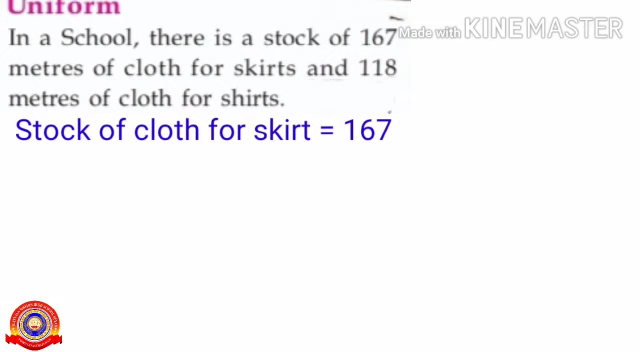 Uniform
In a School, there is a stock of 167
metres of cloth for skirts and 118
metres of cloth for shirts.
Stock of cloth for skirt = 167
Made with KINEMASTER